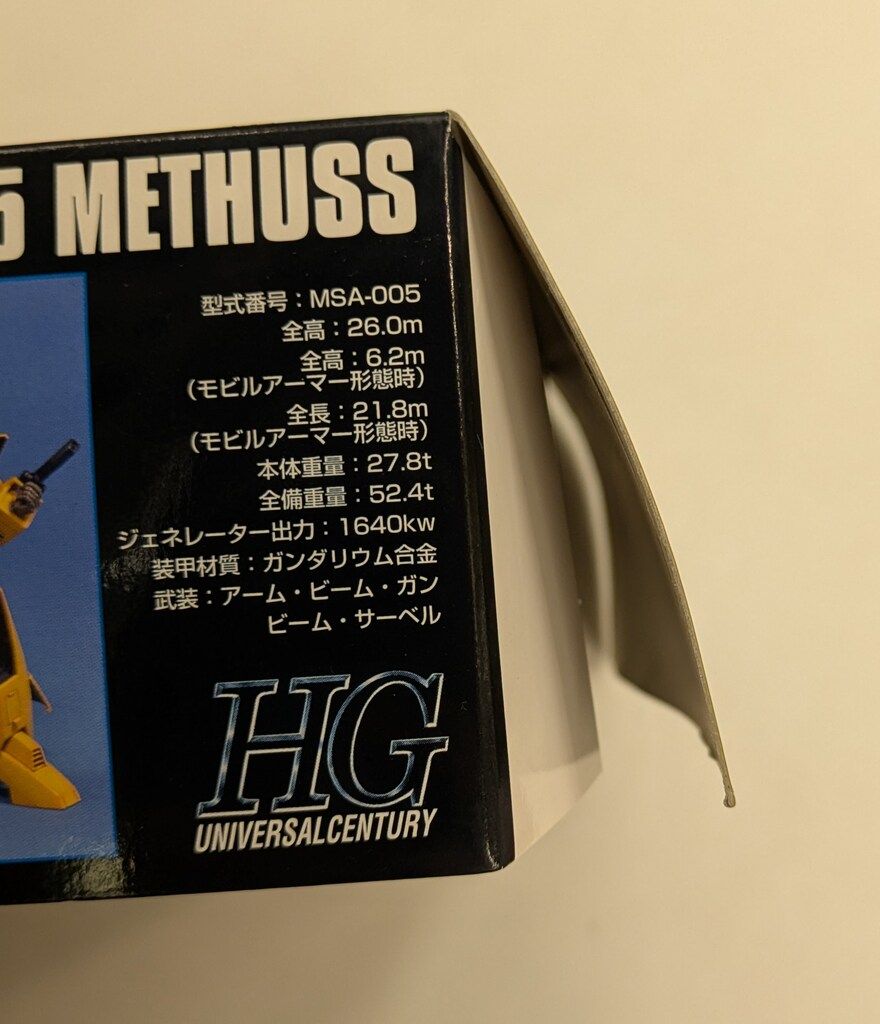 5 METHUSS
型式番号：MSA-005
全高：26.0m
全高：6.2m
（モビルアーマー形態時）
全長：21.8m
（モビルアーマー形態時）
本体重量：27.8t
全備重量：52.4t
ジェネレーター出力：1640kw
装甲材質：ガンダリウム合金
武装：アーム・ビーム・ガン
ビーム・サーベル
HG
UNIVERSAL CENTURY